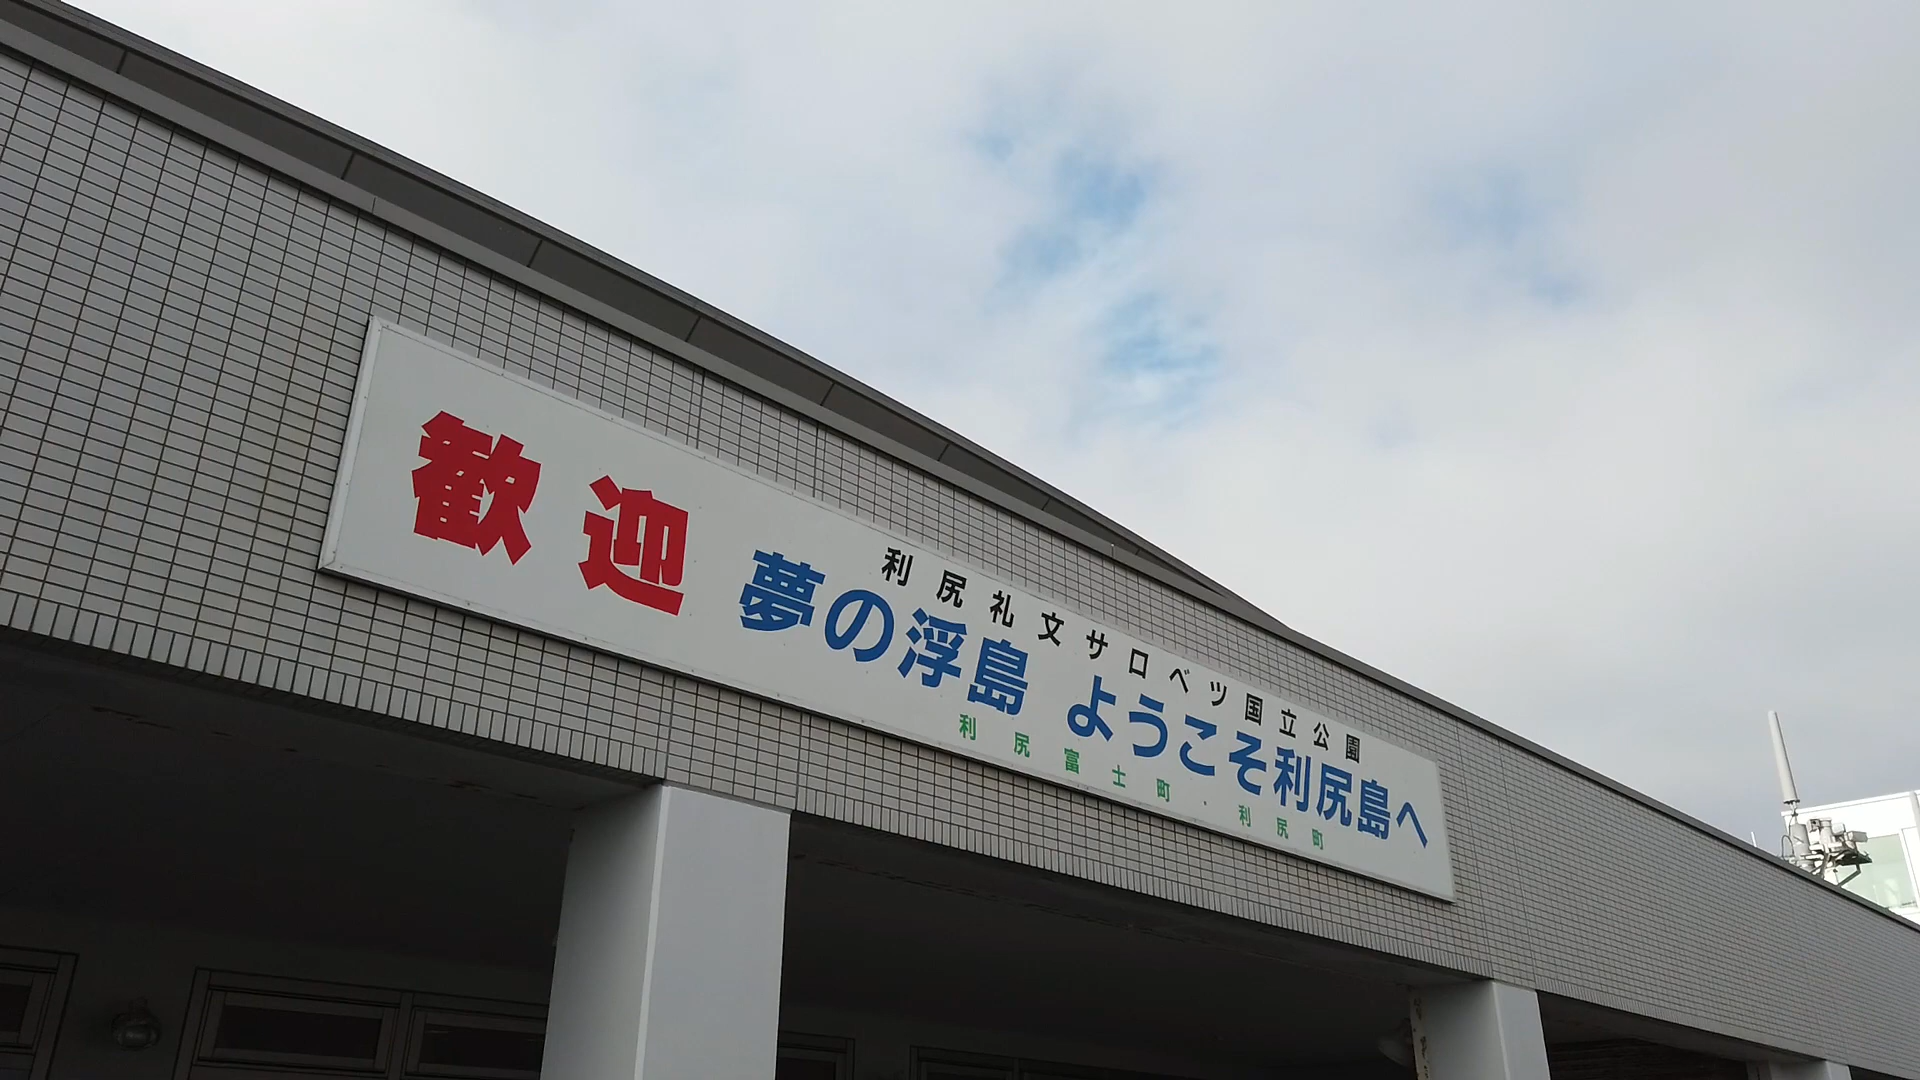 歓迎
利尻礼文サロベツ国立公園
夢の浮島 ようこそ利尻島へ
利尻富士町・利尻町